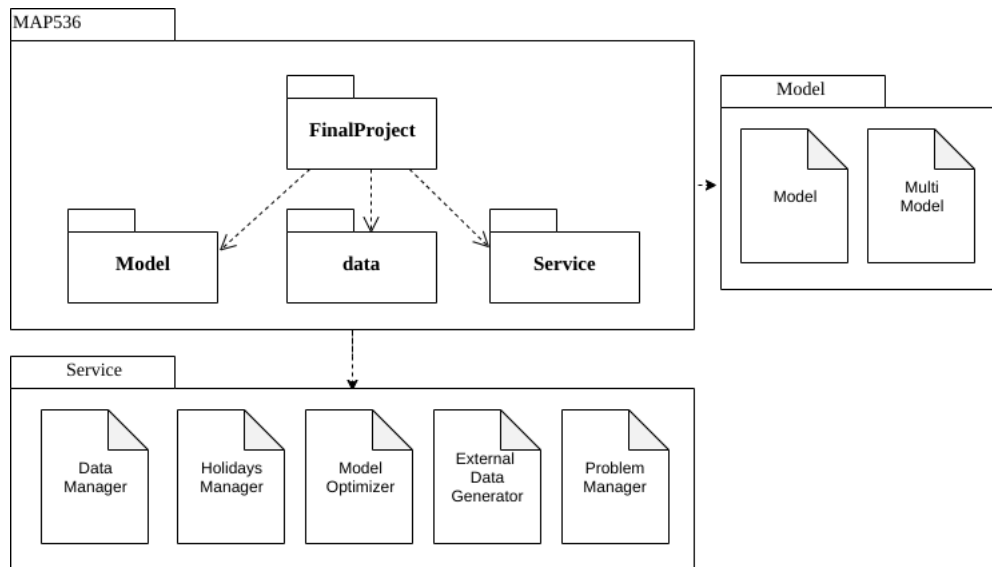 MAP536
FinalProject
Model
data
Service
Model
Model
Multi
Model
Service
Data
Manager
Holidays
Manager
Model
Optimizer
External
Data
Generator
Problem
Manager